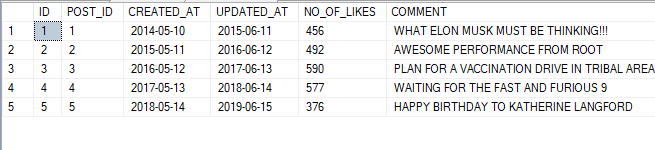 ID POST_ID CREATED_AT UPDATED_AT NO_OF_LIKES COMMENT
1 1 1 2014-05-10 2015-06-11 456 WHAT ELON MUSK MUST BE THINKING!!!
2 2 2 2015-05-11 2016-06-12 492 AWESOME PERFORMANCE FROM ROOT
3 3 3 2016-05-12 2017-06-13 590 PLAN FOR A VACCINATION DRIVE IN TRIBAL AREA
4 4 4 2017-05-13 2018-06-14 577 WAITING FOR THE FAST AND FURIOUS 9
5 5 5 2018-05-14 2019-06-15 376 HAPPY BIRTHDAY TO KATHERINE LANGFORD